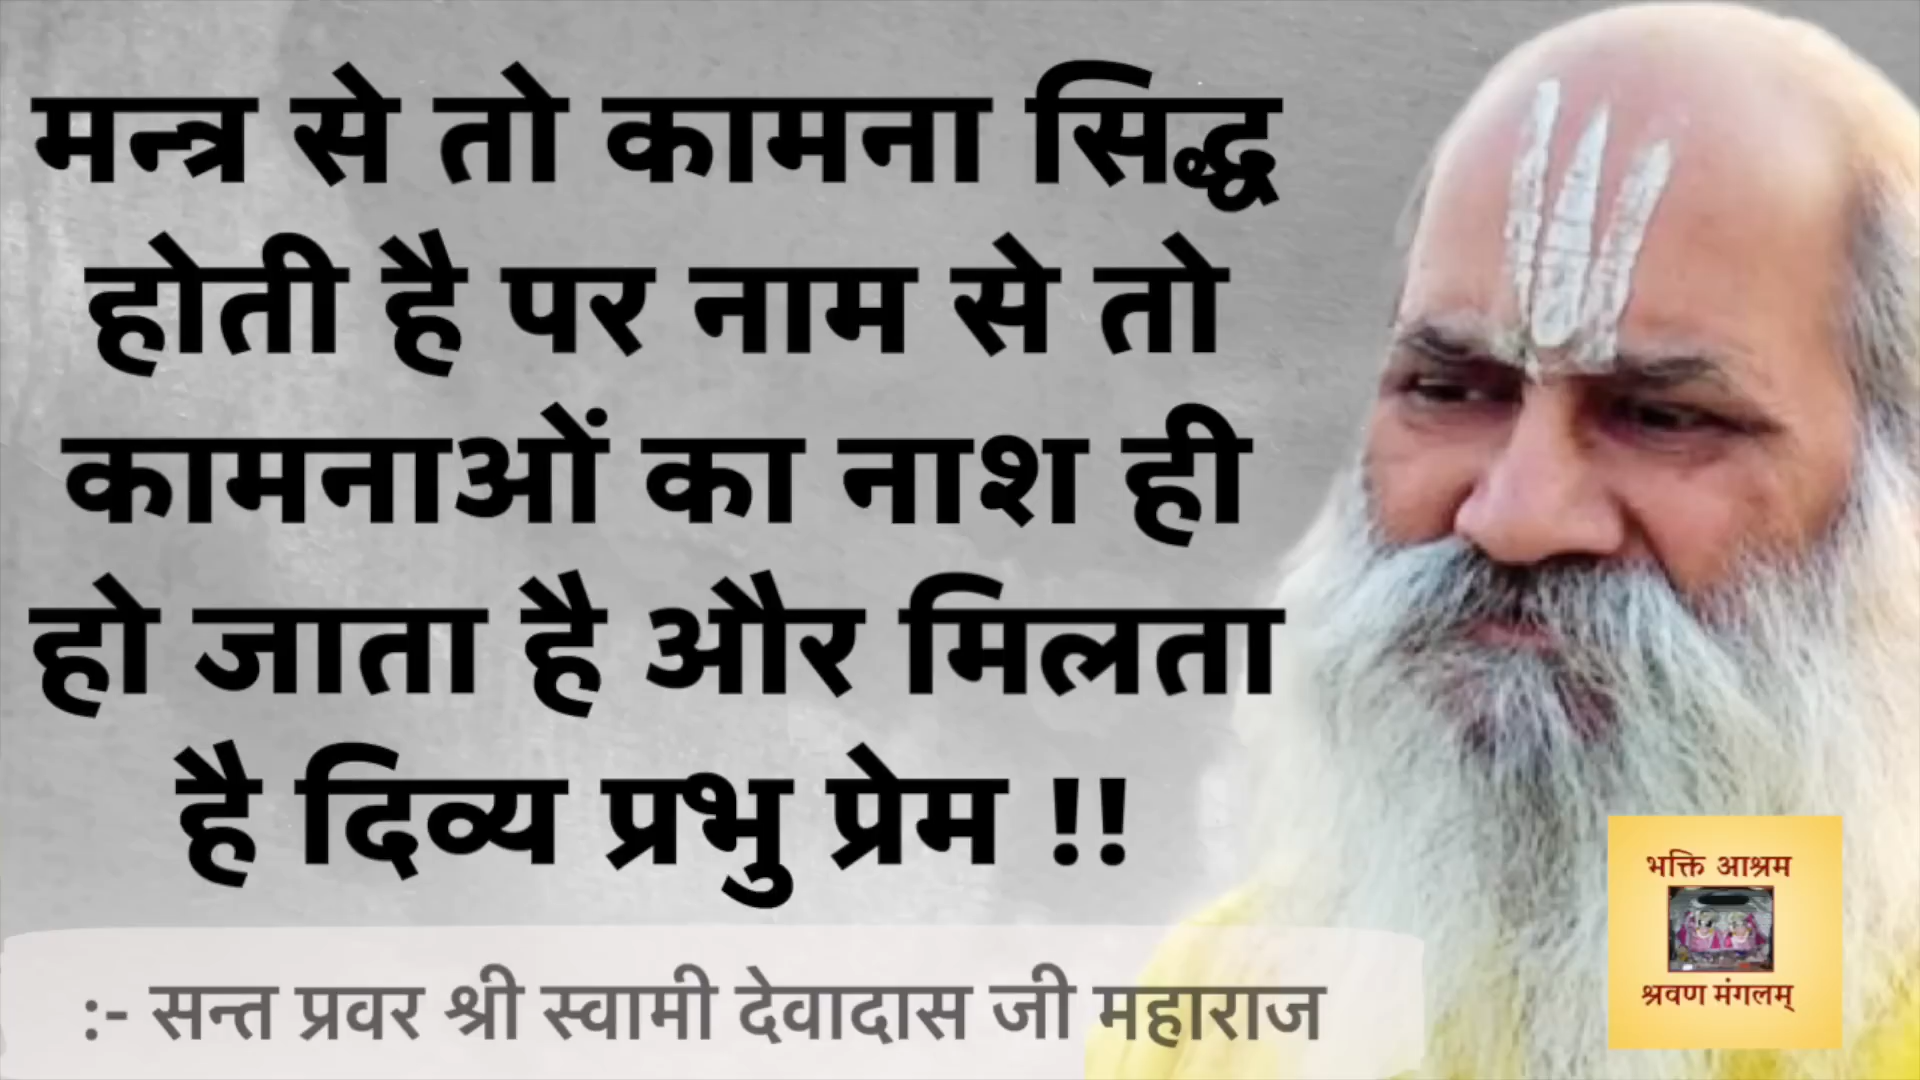 मन्त्र से तो कामना सिद्ध
होती है पर नाम से तो
कामनाओं का नाश ही
हो जाता है और मिलता
है दिव्य प्रभु प्रेम !!
:- सन्त प्रवर श्री स्वामी देवादास जी महाराज
भक्ति आश्रम
श्रवण मंगलम्